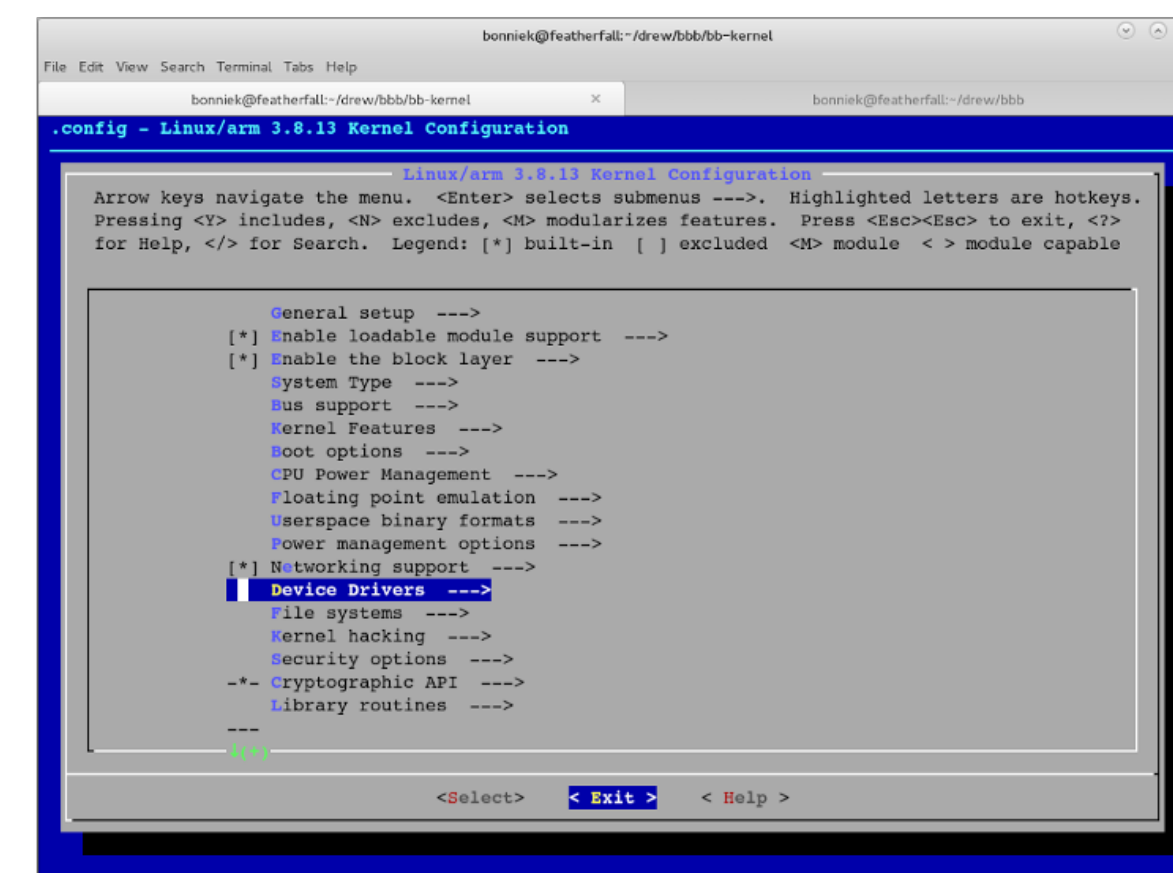 bonniek@featherfall:~/drew/bbb/bb-kernel
File Edit View Search Terminal Tabs Help
bonniek@featherfall:~/drew/bbb/bb-kernel × bonniek@featherfall:~/drew/bbb
.config - Linux/arm 3.8.13 Kernel Configuration
Linux/arm 3.8.13 Kernel Configuration
Arrow keys navigate the menu. <Enter> selects submenus --->. Highlighted letters are hotkeys.
Pressing <Y> includes, <N> excludes, <M> modularizes features. Press <Esc><Esc> to exit, <?>
for Help, </> for Search. Legend: [*] built-in [ ] excluded <M> module < > module capable
General setup --->
[*] Enable loadable module support --->
[*] Enable the block layer --->
System Type --->
Bus support --->
Kernel Features --->
Boot options --->
CPU Power Management --->
Floating point emulation --->
Userspace binary formats --->
Power management options --->
[*] Networking support --->
Device Drivers --->
File systems --->
Kernel hacking --->
Security options --->
-*- Cryptographic API --->
Library routines --->
---
↓(+)
<Select> < Exit > < Help >